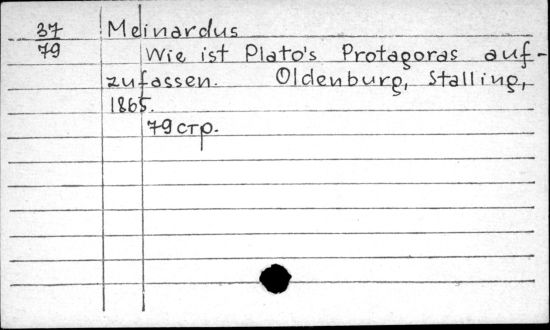 37 Meinardus
79 Wie ist Plato's Protagoras auf-
zufassen. Oldenburg, Stalling,
1865.
79 стр.